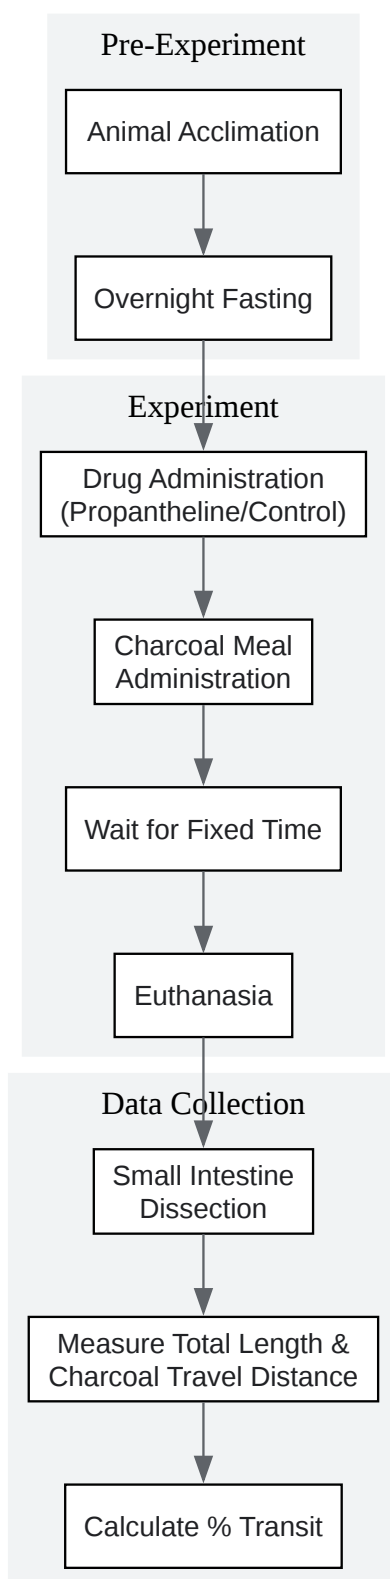 Pre-Experiment
Animal Acclimation
Overnight Fasting
Experiment
Drug Administration
(Propantheline/Control)
Charcoal Meal
Administration
Wait for Fixed Time
Euthanasia
Data Collection
Small Intestine
Dissection
Measure Total Length &
Charcoal Travel Distance
Calculate % Transit